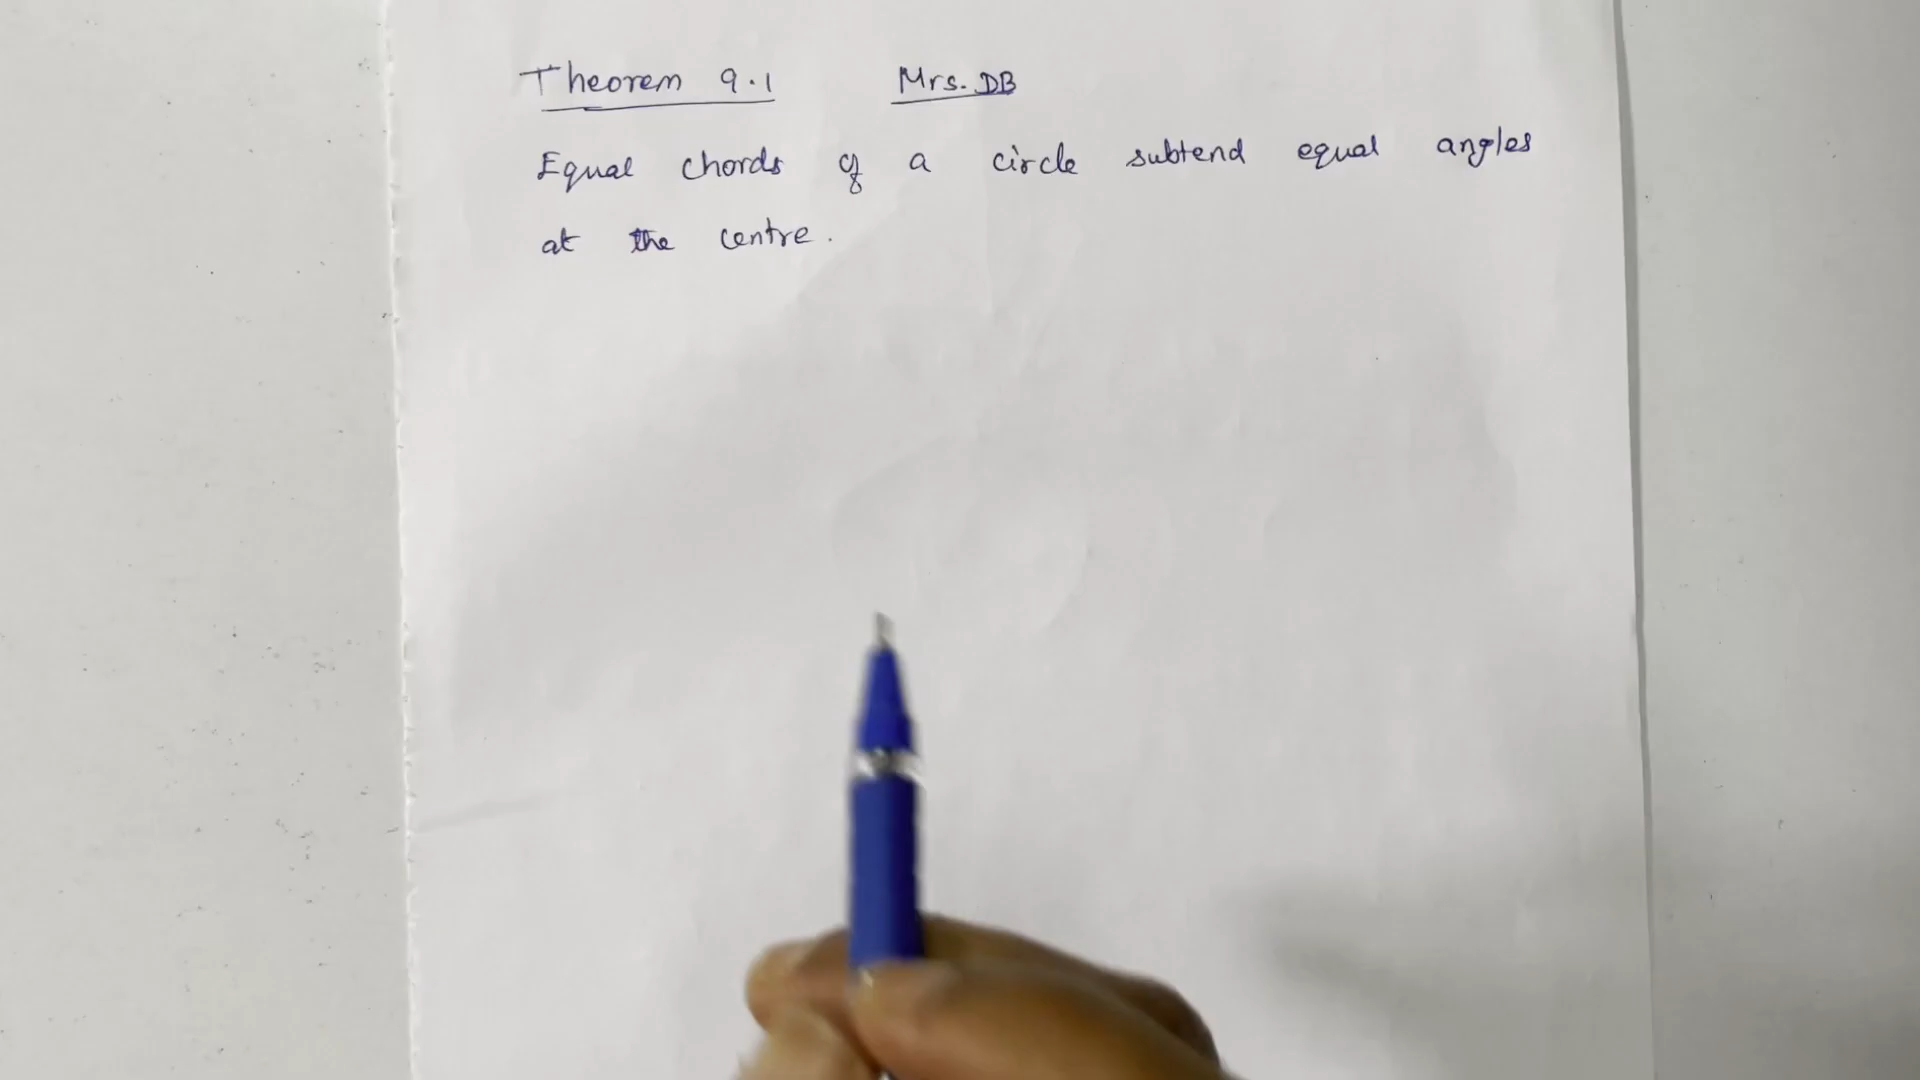 Theorem 9.1 Mrs. DB
Equal chords of a circle subtend equal angles
at the centre.